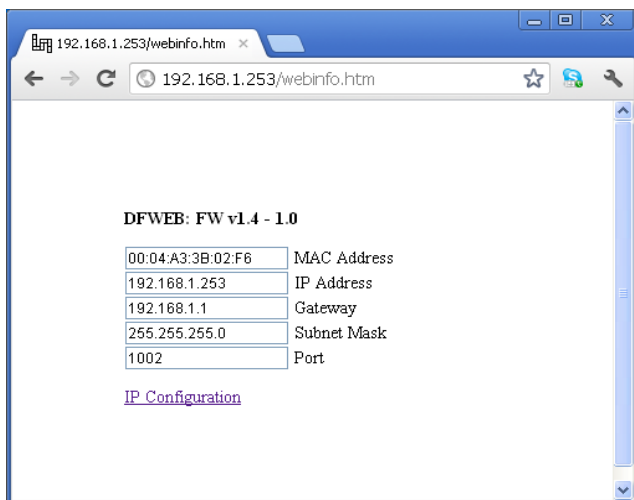 192.168.1.253/webinfo.htm
192.168.1.253/webinfo.htm
DFWEB: FW v1.4 - 1.0
00:04:A3:3B:02:F6 MAC Address
192.168.1.253 IP Address
192.168.1.1 Gateway
255.255.255.0 Subnet Mask
1002 Port
IP Configuration